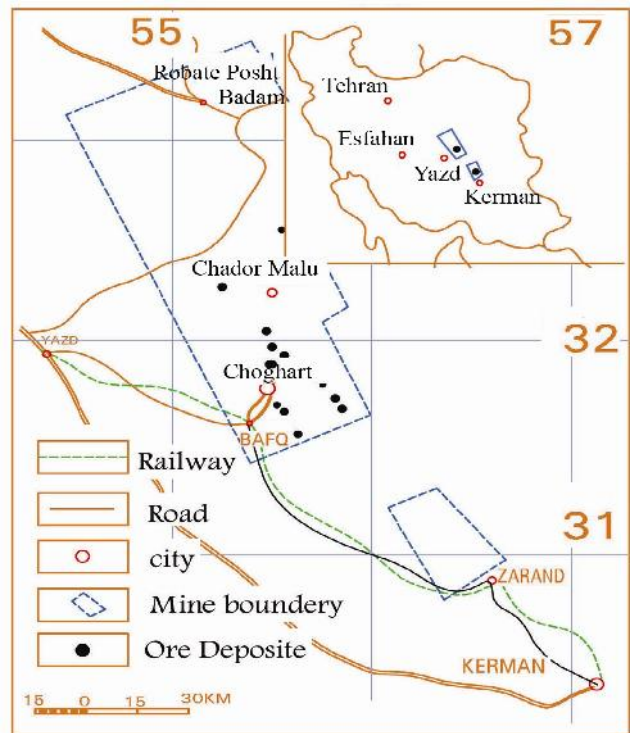 55
57
Robate Posht
Badam
Tehran
Esfahan
Yazd
Kerman
Chador Malu
32
YAZD
Choghart
BAFQ
Railway
Road
31
city
ZARAND
Mine boundery
Ore Deposite
KERMAN
15 0 15 30KM